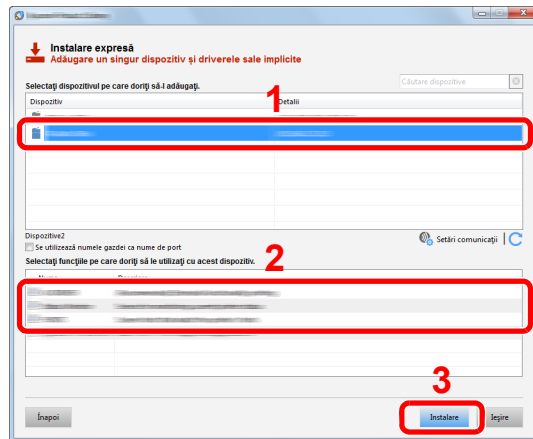 Instalare expresă
Adăugare un singur dispozitiv și driverele sale implicite
Selectați dispozitivul pe care doriți să-l adăugați.
Căutare dispozitive
1
Dispozitiv Detalii
Dispozitive2
Se utilizează numele gazdei ca nume de port
Setări comunicații
Selectați funcțiile pe care doriți să le utilizați cu acest dispozitiv.
2
3
Înapoi Instalare Ieșire